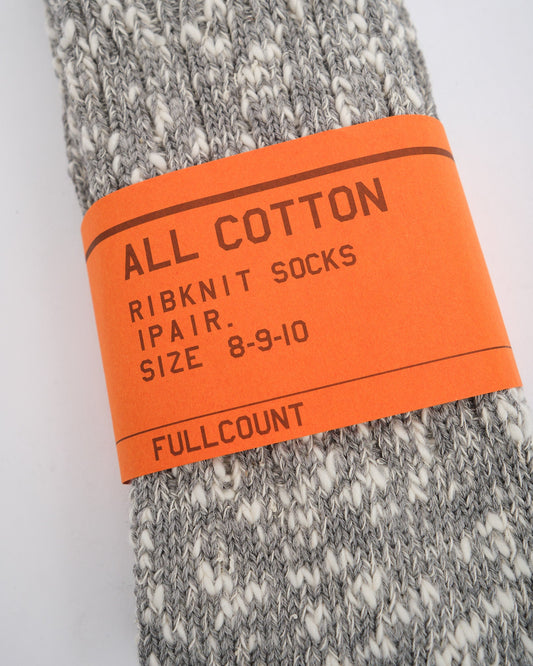 ALL COTTON
RIBKNIT SOCKS
1PAIR.
SIZE 8-9-10
FULLCOUNT